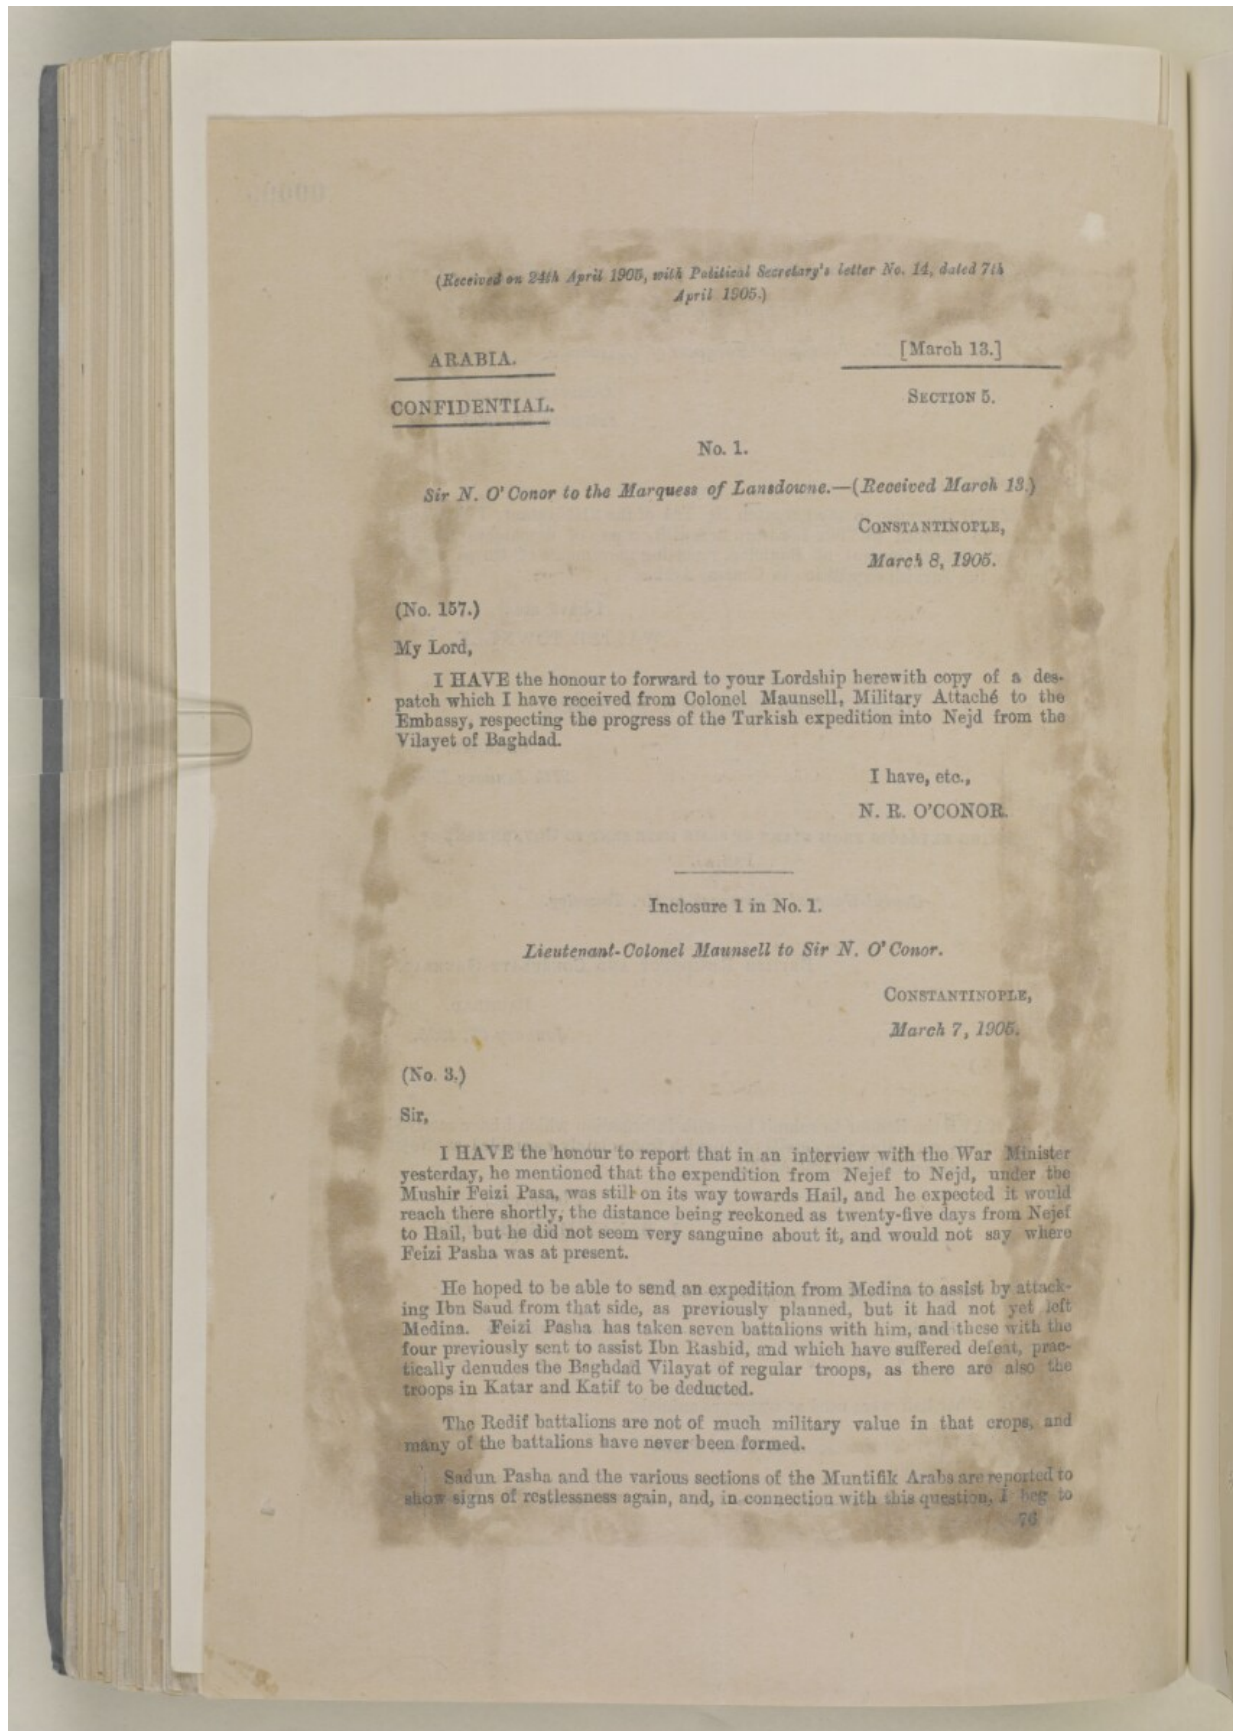 (Received on 24th April 1905, with Political Secretary's letter No. 14, dated 7th
April 1905.)
ARABIA.
[March 13.]
CONFIDENTIAL.
SECTION 5.
No. 1.
Sir N. O'Conor to the Marquess of Lansdowne.—(Received March 13.)
CONSTANTINOPLE,
March 8, 1905.
(No. 157.)
My Lord,
I HAVE the honour to forward to your Lordship herewith copy of a des-
patch which I have received from Colonel Maunsell, Military Attaché to the
Embassy, respecting the progress of the Turkish expedition into Nejd from the
Vilayet of Baghdad.
I have, etc.,
N. R. O'CONOR.
Inclosure 1 in No. 1.
Lieutenant-Colonel Maunsell to Sir N. O'Conor.
CONSTANTINOPLE,
March 7, 1905.
(No. 3.)
Sir,
I HAVE the honour to report that in an interview with the War Minister
yesterday, he mentioned that the expendition from Nejef to Nejd, under the
Mushir Feizi Pasa, was still on its way towards Hail, and he expected it would
reach there shortly, the distance being reckoned as twenty-five days from Nejef
to Hail, but he did not seem very sanguine about it, and would not say where
Feizi Pasha was at present.
He hoped to be able to send an expedition from Medina to assist by attack-
ing Ibn Saud from that side, as previously planned, but it had not yet left
Medina. Feizi Pasha has taken seven battalions with him, and these with the
four previously sent to assist Ibn Rashid, and which have suffered defeat, prac-
tically denudes the Baghdad Vilayat of regular troops, as there are also the
troops in Katar and Katif to be deducted.
The Redif battalions are not of much military value in that crops, and
many of the battalions have never been formed.
Sadun Pasha and the various sections of the Muntifik Arabs are reported to
show signs of restlessness again, and, in connection with this question, I beg to
76